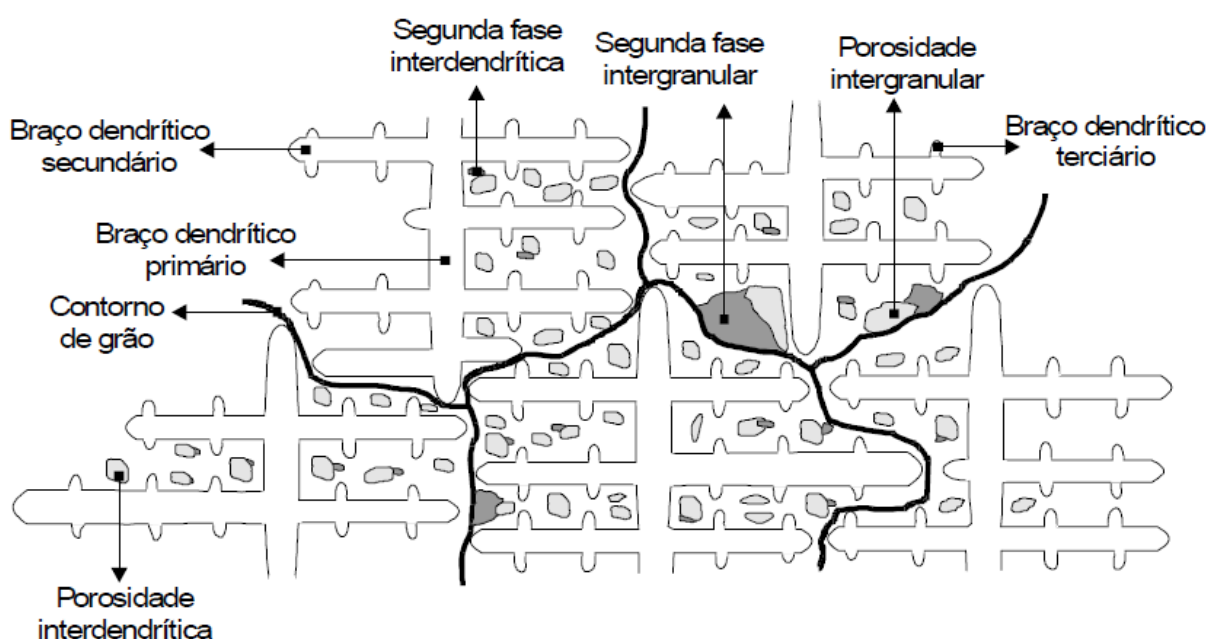 Segunda fase
interdendrítica
Segunda fase
intergranular
Porosidade
intergranular
Braço dendrítico
secundário
Braço dendrítico
terciário
Braço dendrítico
primário
Contorno
de grão
Porosidade
interdendrítica